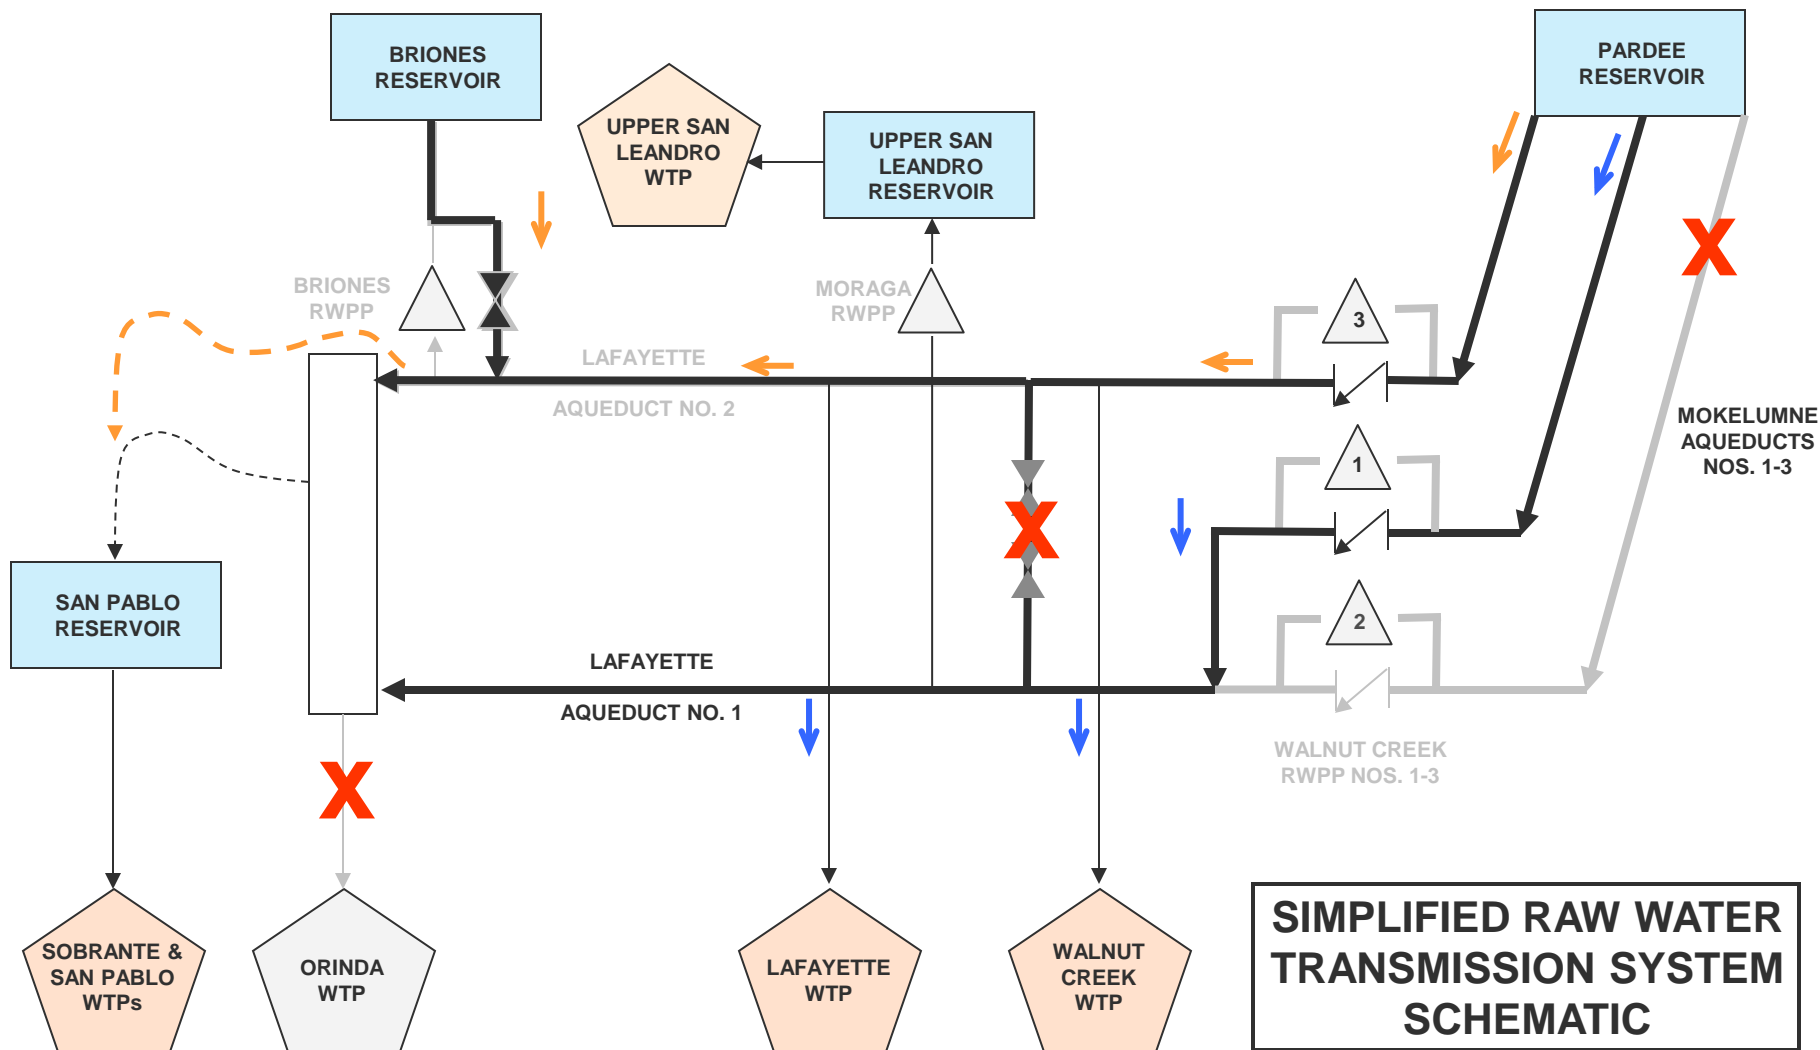 BRIONES
RESERVOIR
PARDEE
RESERVOIR
UPPER SAN
LEANDRO
WTP
UPPER SAN
LEANDRO
RESERVOIR
X
BRIONES
RWPP
MORAGA
RWPP
3
LAFAYETTE
AQUEDUCT NO. 2
MOKELUMNE
AQUEDUCTS
NOS. 1-3
1
X
SAN PABLO
RESERVOIR
2
LAFAYETTE
AQUEDUCT NO. 1
WALNUT CREEK
RWPP NOS. 1-3
X
SOBRANTE &
SAN PABLO
WTPs
ORINDA
WTP
LAFAYETTE
WTP
WALNUT
CREEK
WTP
SIMPLIFIED RAW WATER
TRANSMISSION SYSTEM
SCHEMATIC